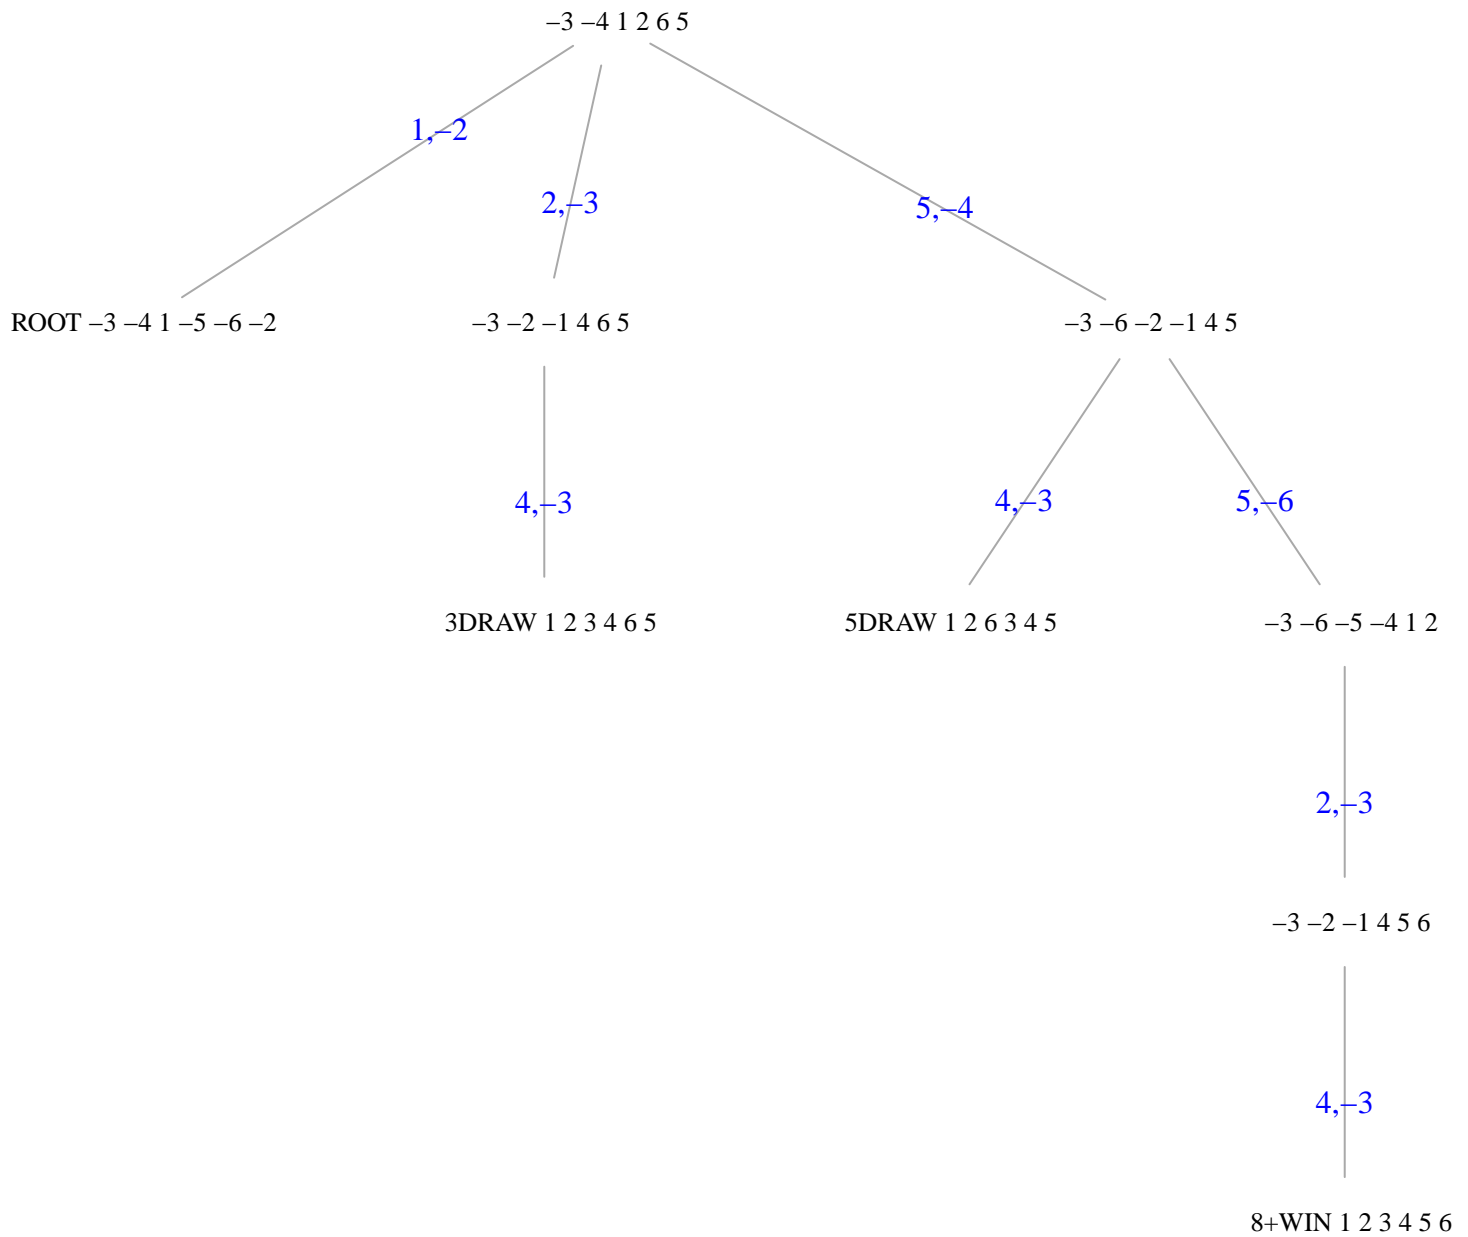 –3 –4 1 2 6 5
1,–2
2,–3
5,–4
ROOT –3 –4 1 –5 –6 –2
–3 –2 –1 4 6 5
–3 –6 –2 –1 4 5
4,–3
4,–3
5,–6
3DRAW 1 2 3 4 6 5
5DRAW 1 2 6 3 4 5
–3 –6 –5 –4 1 2
2,–3
–3 –2 –1 4 5 6
4,–3
8+WIN 1 2 3 4 5 6